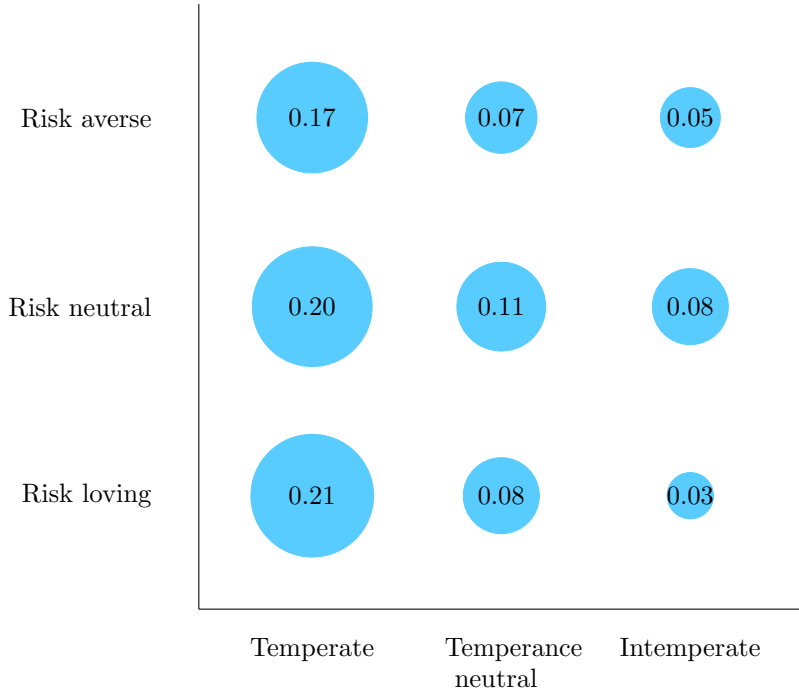 Risk averse 0.17 0.07 0.05
Risk neutral 0.20 0.11 0.08
Risk loving 0.21 0.08 0.03
Temperate Temperance Intemperate
neutral